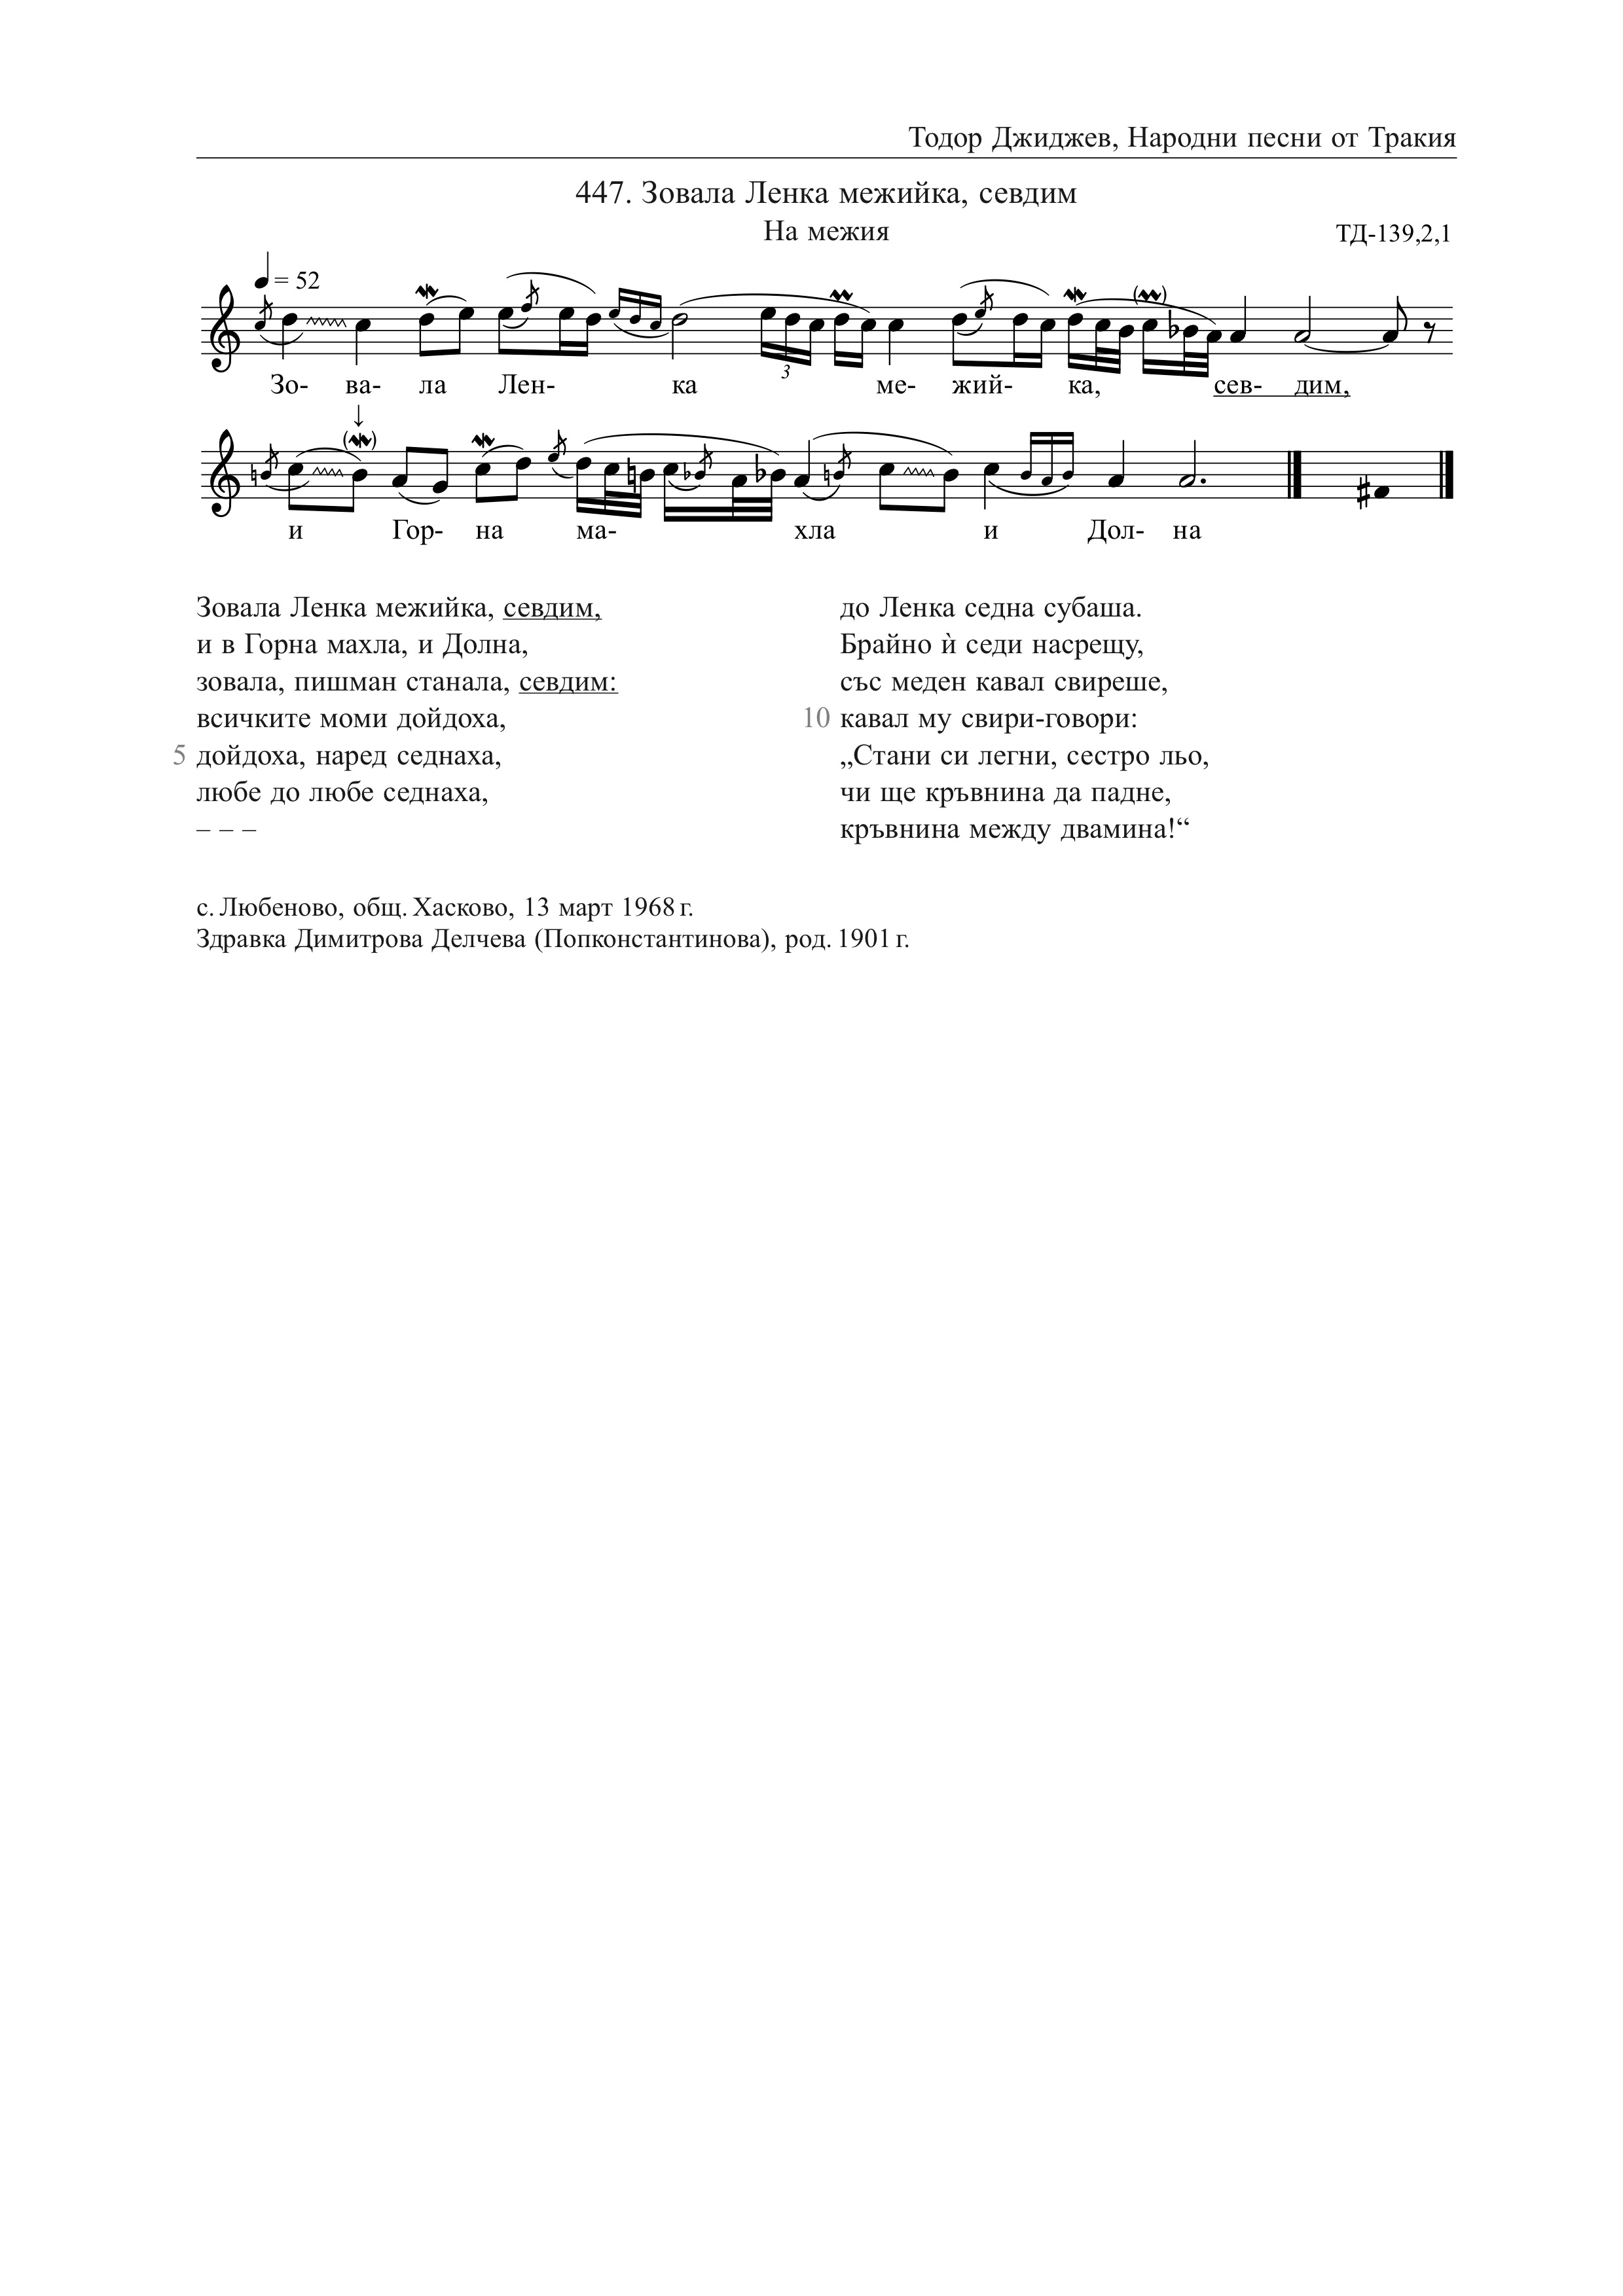 Тодор Джиджев, Народни песни от Тракия
447. Зовала Ленка межийка, севдим
На межия
ТД-139,2,1
= 52
3
Зо- ва- ла Лен- ка ме- жий- ка, сев- дим,
и Гор- на ма- хла и Дол- на
Зовала Ленка межийка, севдим,
и в Горна махла, и Долна,
зовала, пишман станала, севдим:
всичките моми дойдоха,
5 дойдоха, наред седнаха,
любе до любе седнаха,
– – –
до Ленка седна субаша.
Брайно ѝ седи насрещу,
със меден кавал свиреше,
10 кавал му свири-говори:
„Стани си легни, сестро льо,
чи ще кръвнина да падне,
кръвнина между двамина!“
с. Любеново, общ. Хасково, 13 март 1968 г.
Здравка Димитрова Делчева (Попконстантинова), род. 1901 г.